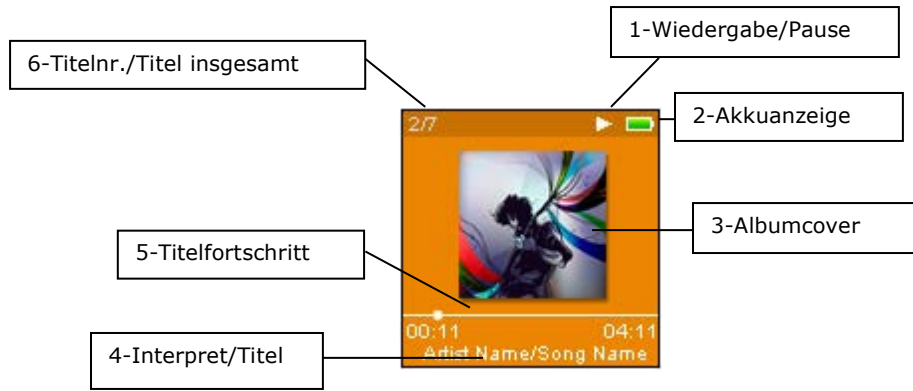 1-Wiedergabe/Pause
6-Titelnr./Titel insgesamt
2/7
2-Akkuanzeige
3-Albumcover
5-Titelfortschritt
00:11 04:11
Artist Name/Song Name
4-Interpret/Titel